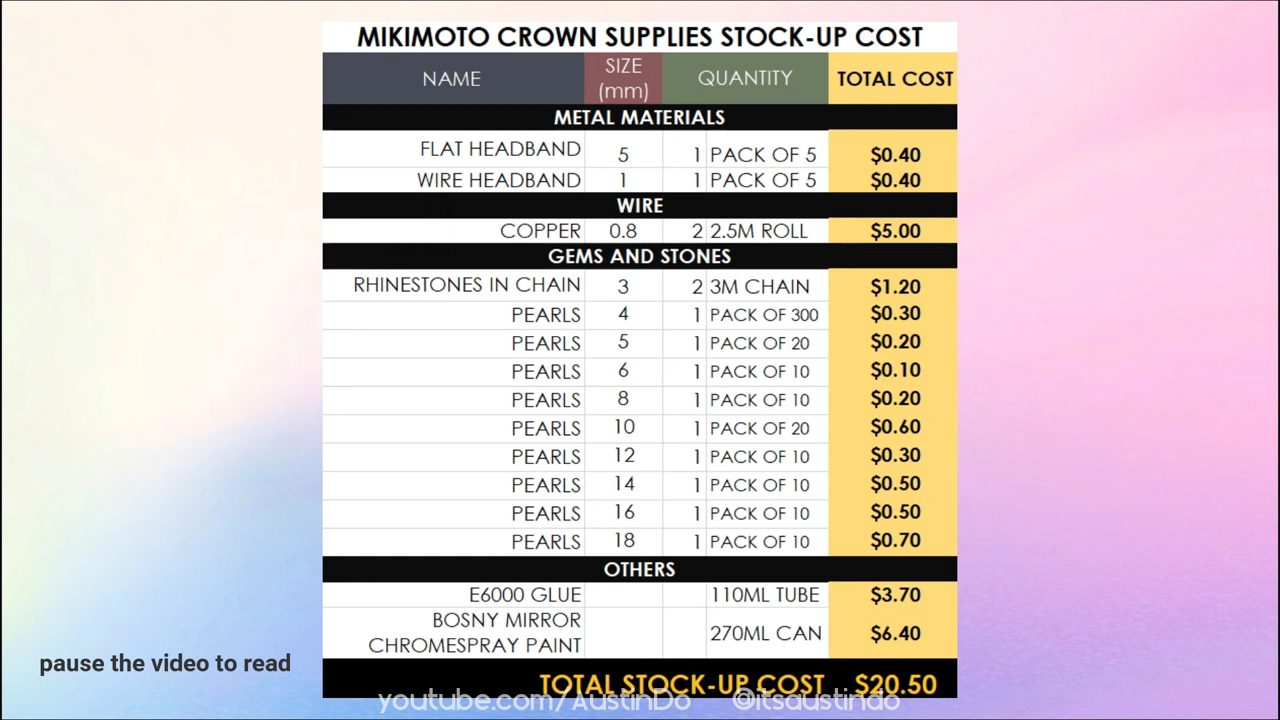 MIKIMOTO CROWN SUPPLIES STOCK-UP COST
NAME SIZE (mm) QUANTITY TOTAL COST
METAL MATERIALS
FLAT HEADBAND 5 1 PACK OF 5 $0.40
WIRE HEADBAND 1 1 PACK OF 5 $0.40
WIRE
COPPER 0.8 2 2.5M ROLL $5.00
GEMS AND STONES
RHINESTONES IN CHAIN 3 2 3M CHAIN $1.20
PEARLS 4 1 PACK OF 300 $0.30
PEARLS 5 1 PACK OF 20 $0.20
PEARLS 6 1 PACK OF 10 $0.10
PEARLS 8 1 PACK OF 10 $0.20
PEARLS 10 1 PACK OF 20 $0.60
PEARLS 12 1 PACK OF 10 $0.30
PEARLS 14 1 PACK OF 10 $0.50
PEARLS 16 1 PACK OF 10 $0.50
PEARLS 18 1 PACK OF 10 $0.70
OTHERS
E6000 GLUE 110ML TUBE $3.70
BOSNY MIRROR
CHROMESPRAY PAINT 270ML CAN $6.40
pause the video to read
TOTAL STOCK-UP COST $20.50
youtube.com/AustinDo @itsaustindo